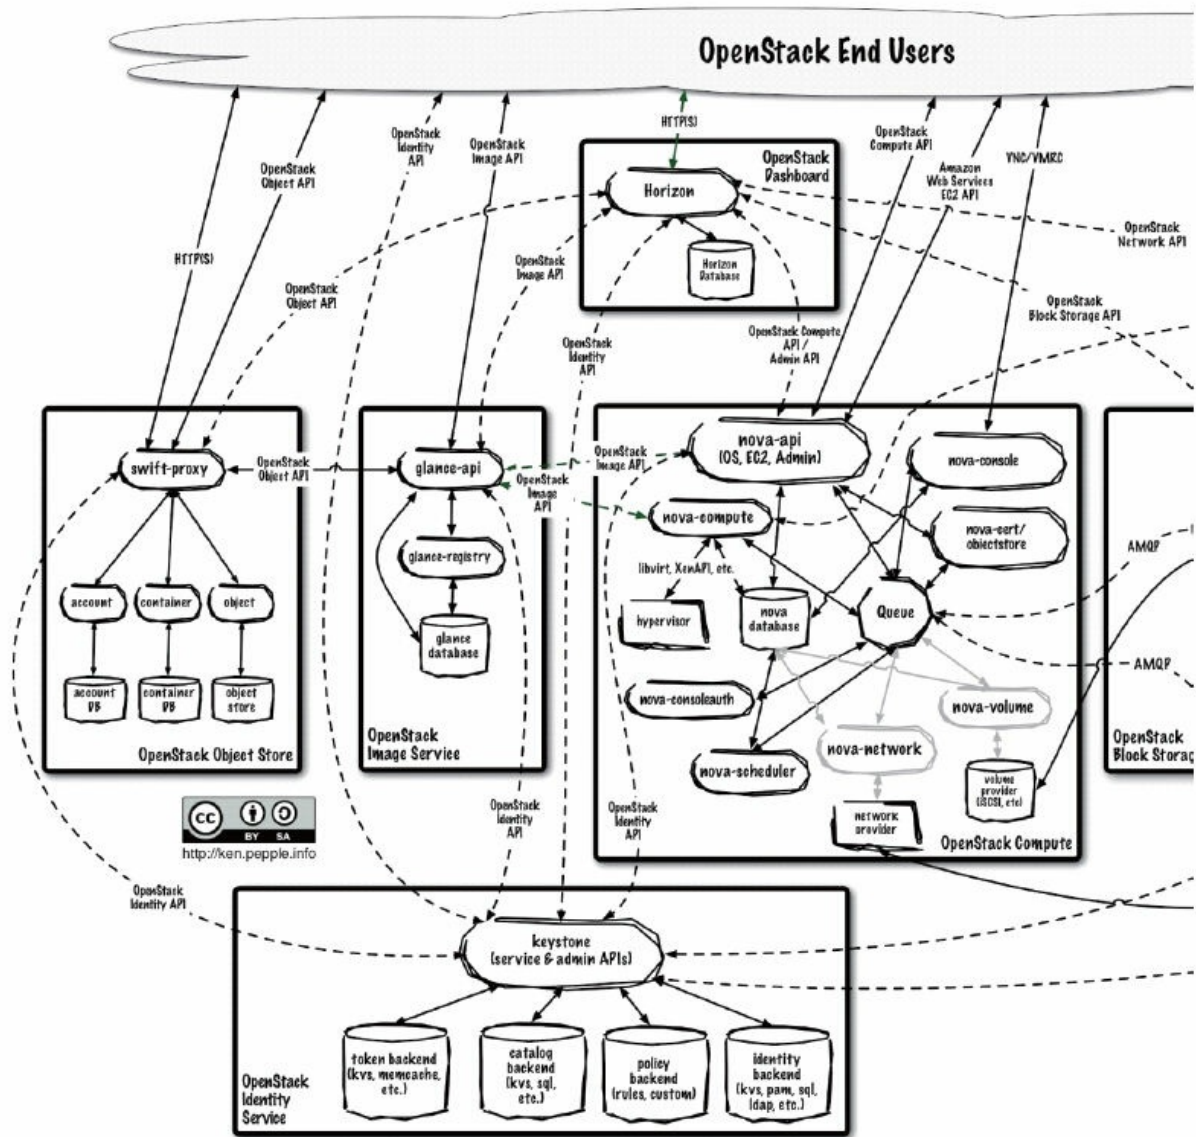 OpenStack End Users
HTTP(S)
OpenStack
Object API
OpenStack
Identity
API
OpenStack
Image API
HTTP(S)
OpenStack
Dashboard
Horizon
Horizon
Database
OpenStack
Compute API
Amazon
Web Services
EC2 API
VNC/VMRC
OpenStack
Network API
OpenStack
Object API
OpenStack
Image API
OpenStack
Identity
API
OpenStack Compute
API /
Admin API
OpenStack
Block Storage API
swift-proxy
OpenStack
Object API
account
container
object
account
DB
container
DB
object
store
OpenStack Object Store
glance-api
glance-registry
glance
database
OpenStack
Image Service
OpenStack
Image API
OpenStack
Image
API
nova-api
(OS, EC2, Admin)
nova-console
nova-compute
nova-cert/
objectstore
libvirt, XenAPI, etc.
hypervisor
nova
database
Queue
nova-consoleauth
nova-scheduler
nova-network
nova-volume
network
provider
volume
provider
(iSCSI, etc)
OpenStack Compute
AMQP
AMQP
OpenStack
Block Storag
cc
BY SA
http://ken.pepple.info
OpenStack
Identity API
OpenStack
Identity
API
OpenStack
Identity
API
keystone
(service & admin APIs)
token backend
(kvs, memcache,
etc.)
catalog
backend
(kvs, sql,
etc.)
policy
backend
(rules, custom)
identity
backend
(kvs, pam, sql,
ldap, etc.)
OpenStack
Identity
Service